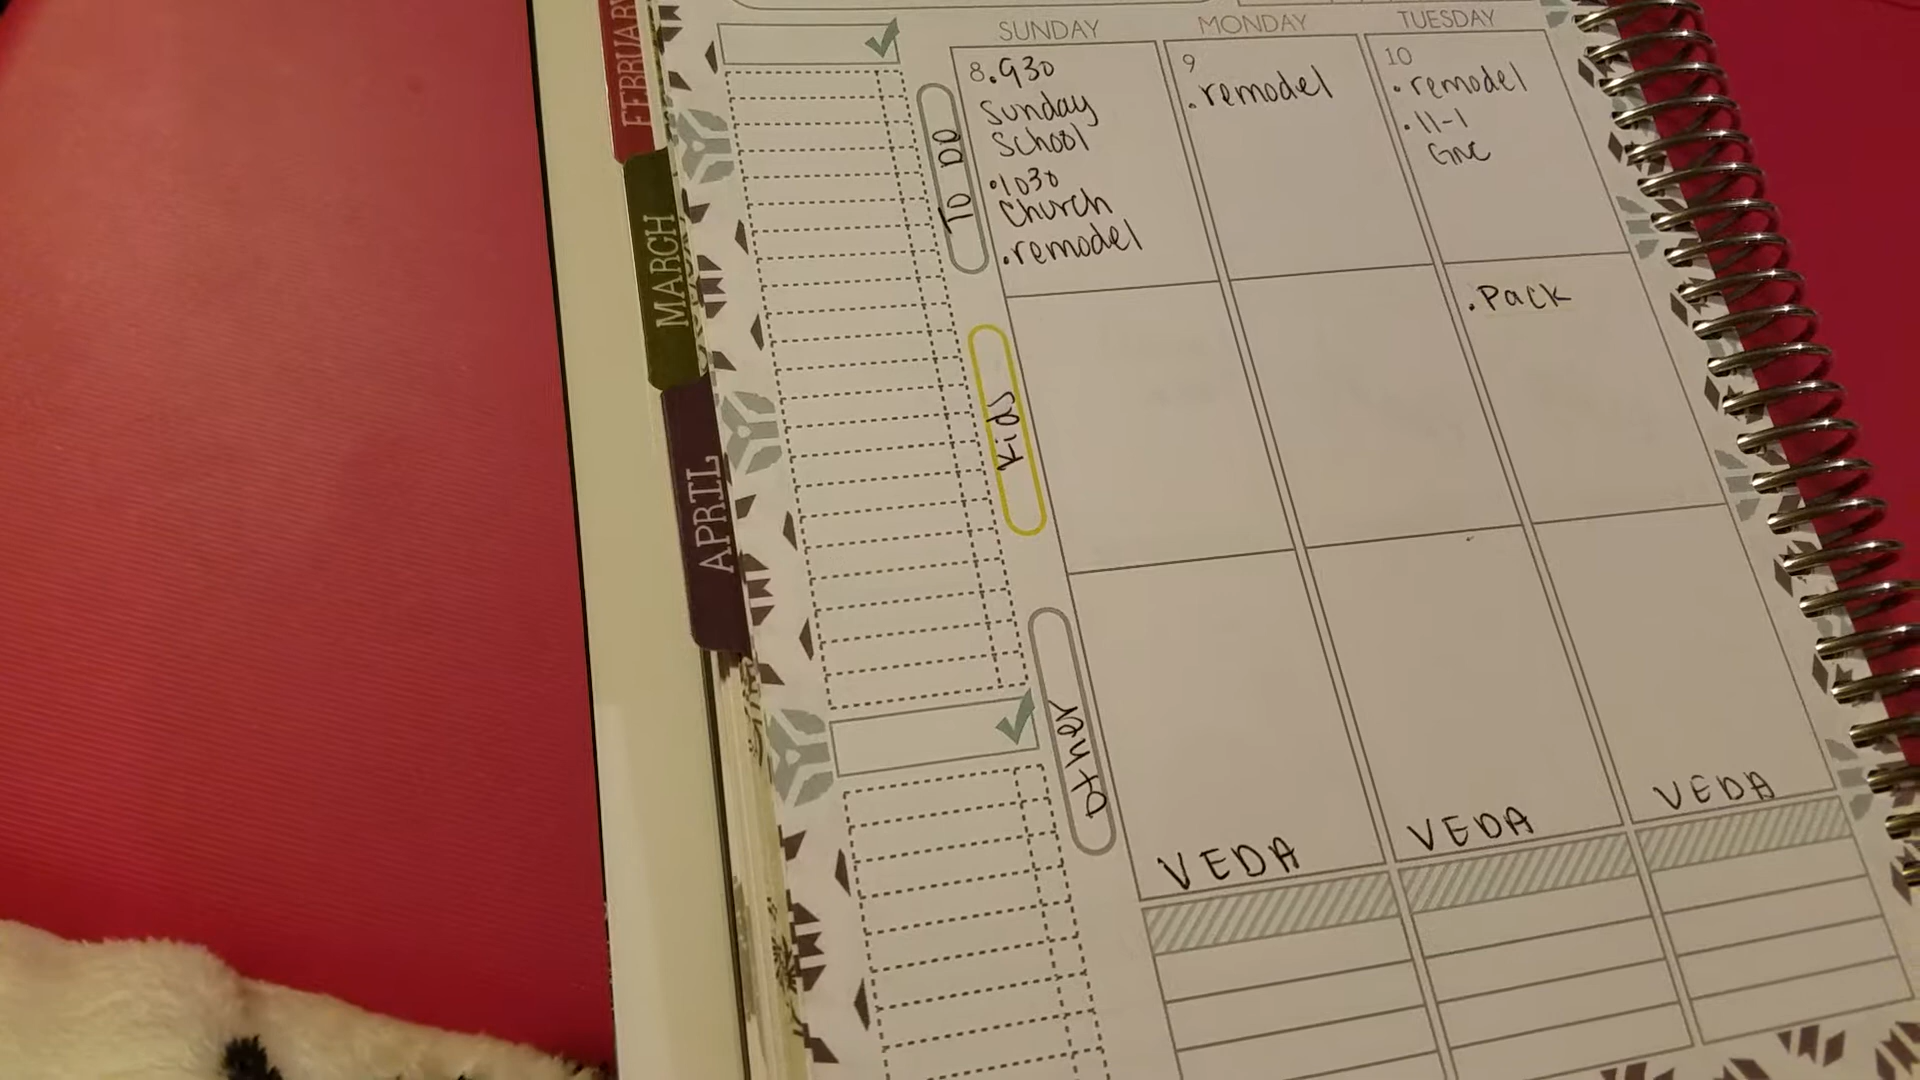 FEBRUARY
MARCH
APRIL
SUNDAY
MONDAY
TUESDAY
TO DO
8
.930
Sunday
School
.1030
Church
.remodel
9
.remodel
10
.remodel
.11-1
GNC
Kids
.Pack
Other
VEDA
VEDA
VEDA